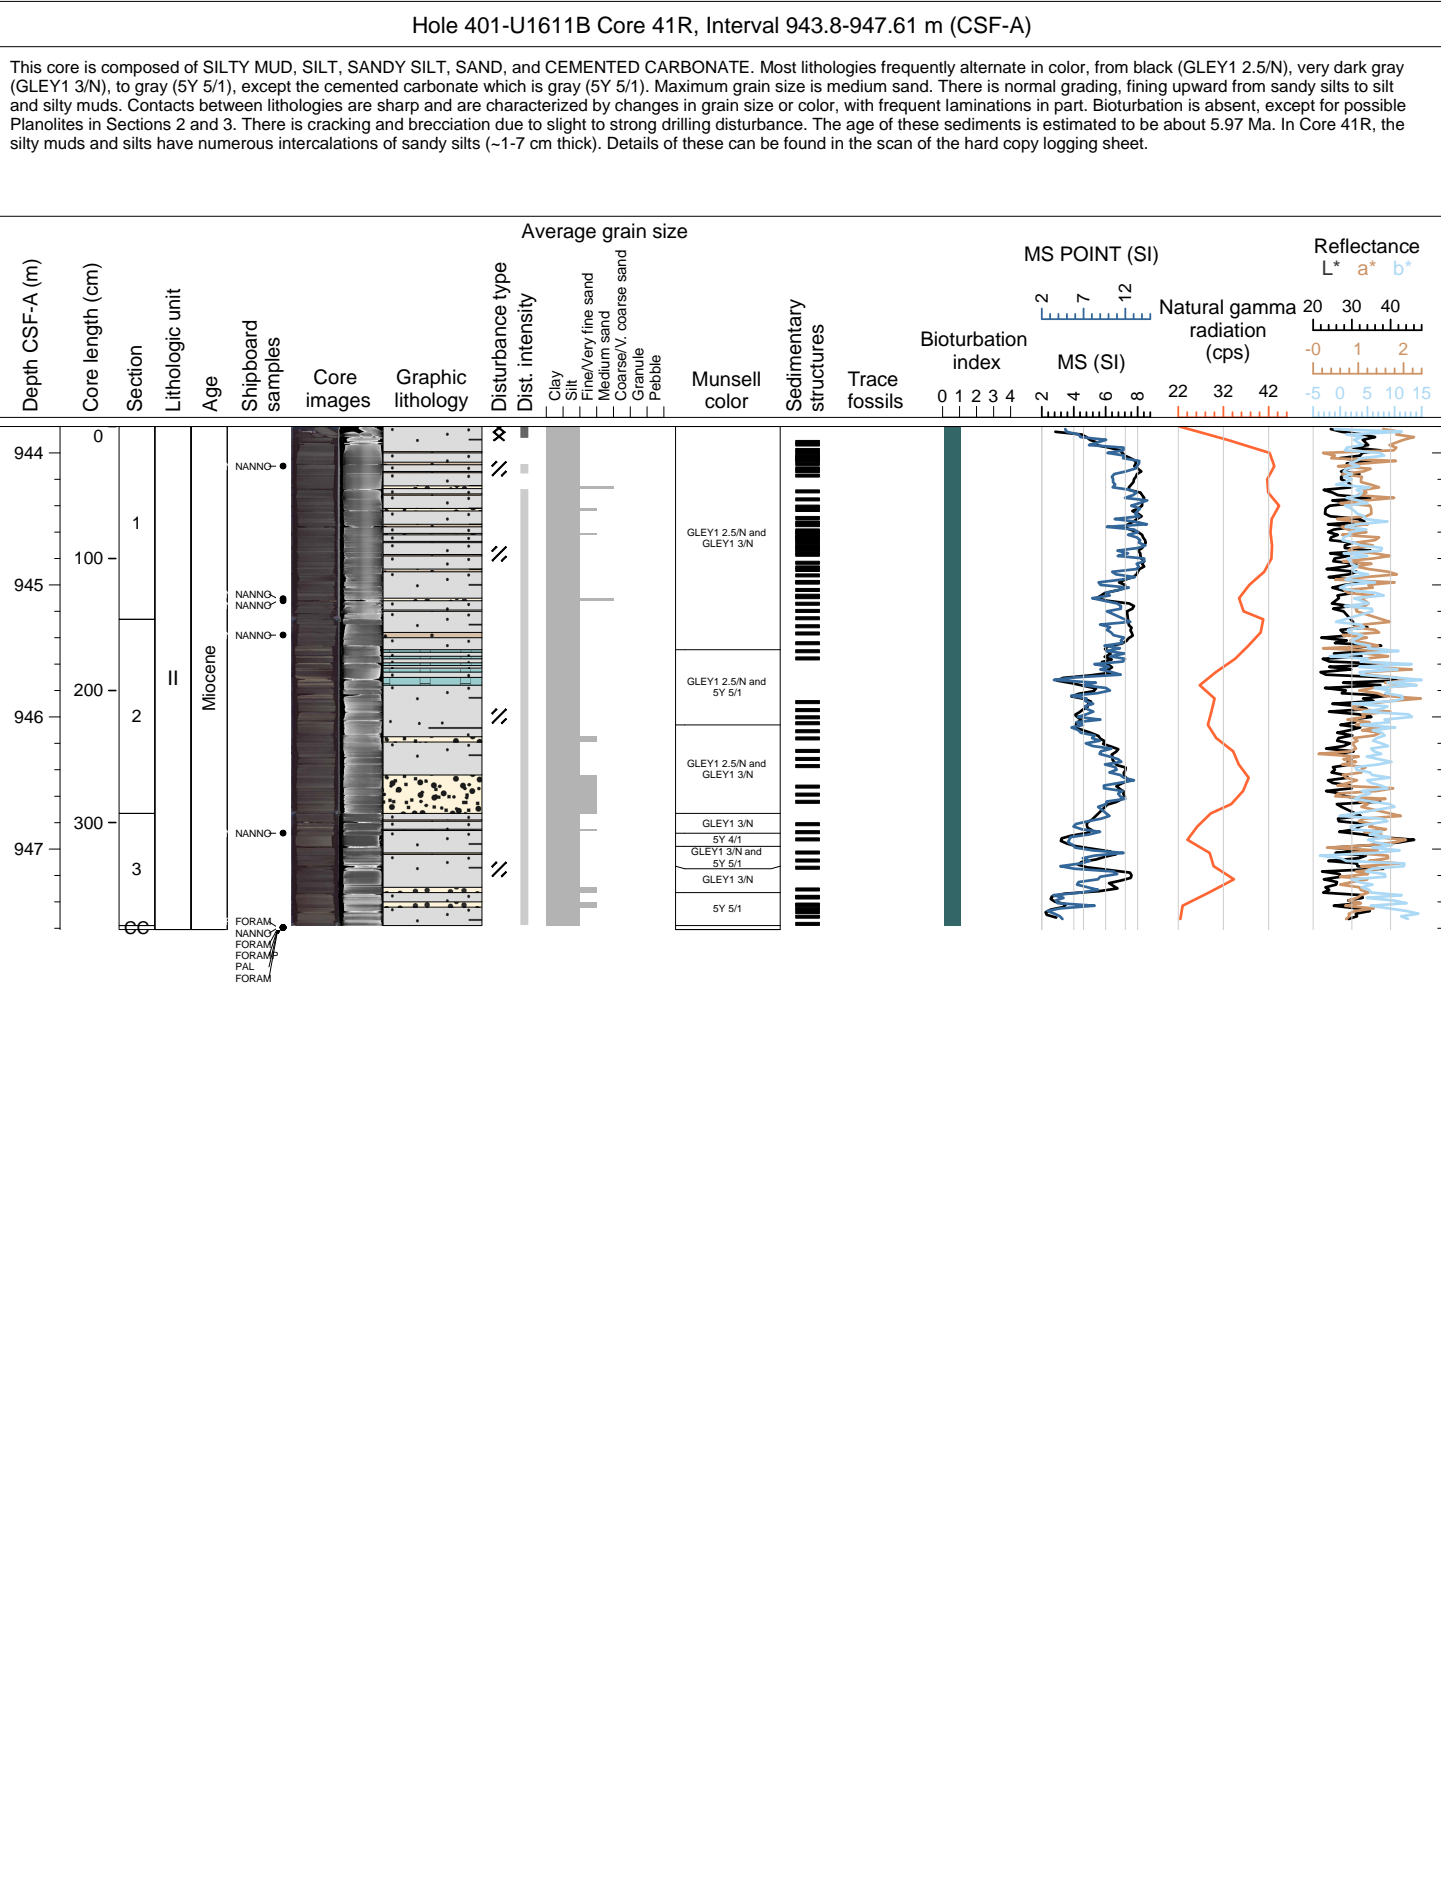 Hole 401-U1611B Core 41R, Interval 943.8-947.61 m (CSF-A)
This core is composed of SILTY MUD, SILT, SANDY SILT, SAND, and CEMENTED CARBONATE. Most lithologies frequently alternate in color, from black (GLEY1 2.5/N), very dark gray
(GLEY1 3/N), to gray (5Y 5/1), except the cemented carbonate which is gray (5Y 5/1). Maximum grain size is medium sand. There is normal grading, fining upward from sandy silts to silt
and silty muds. Contacts between lithologies are sharp and are characterized by changes in grain size or color, with frequent laminations in part. Bioturbation is absent, except for possible
Planolites in Sections 2 and 3. There is cracking and brecciation due to slight to strong drilling disturbance. The age of these sediments is estimated to be about 5.97 Ma. In Core 41R, the
silty muds and silts have numerous intercalations of sandy silts (~1-7 cm thick). Details of these can be found in the scan of the hard copy logging sheet.
Depth CSF-A (m)
Core length (cm)
Section
Lithologic unit
Age
Shipboard
samples
Core
images
Graphic
lithology
Disturbance type
Dist. intensity
Average grain size
Clay
Silt
Fine/Very fine sand
Medium sand
Coarse/V. coarse sand
Granule
Pebble
Munsell
color
Sedimentary
structures
Trace
fossils
Bioturbation
index
0 1 2 3 4
MS POINT (SI)
2 7 12
MS (SI)
2 4 6 8
Natural gamma
radiation
(cps)
22 32 42
Reflectance
L* a* b*
20 30 40
-0 1 2
-5 0 5 10 15
944
945
946
947
0
100
200
300
1
2
3
CC
II
Miocene
NANNO
NANNO
NANNO
NANNO
NANNO
FORAM
NANNO
FORAM
FORAMP
PAL
FORAM
GLEY1 2.5/N and
GLEY1 3/N
GLEY1 2.5/N and
5Y 5/1
GLEY1 2.5/N and
GLEY1 3/N
GLEY1 3/N
5Y 4/1
GLEY1 3/N and
5Y 5/1
GLEY1 3/N
5Y 5/1